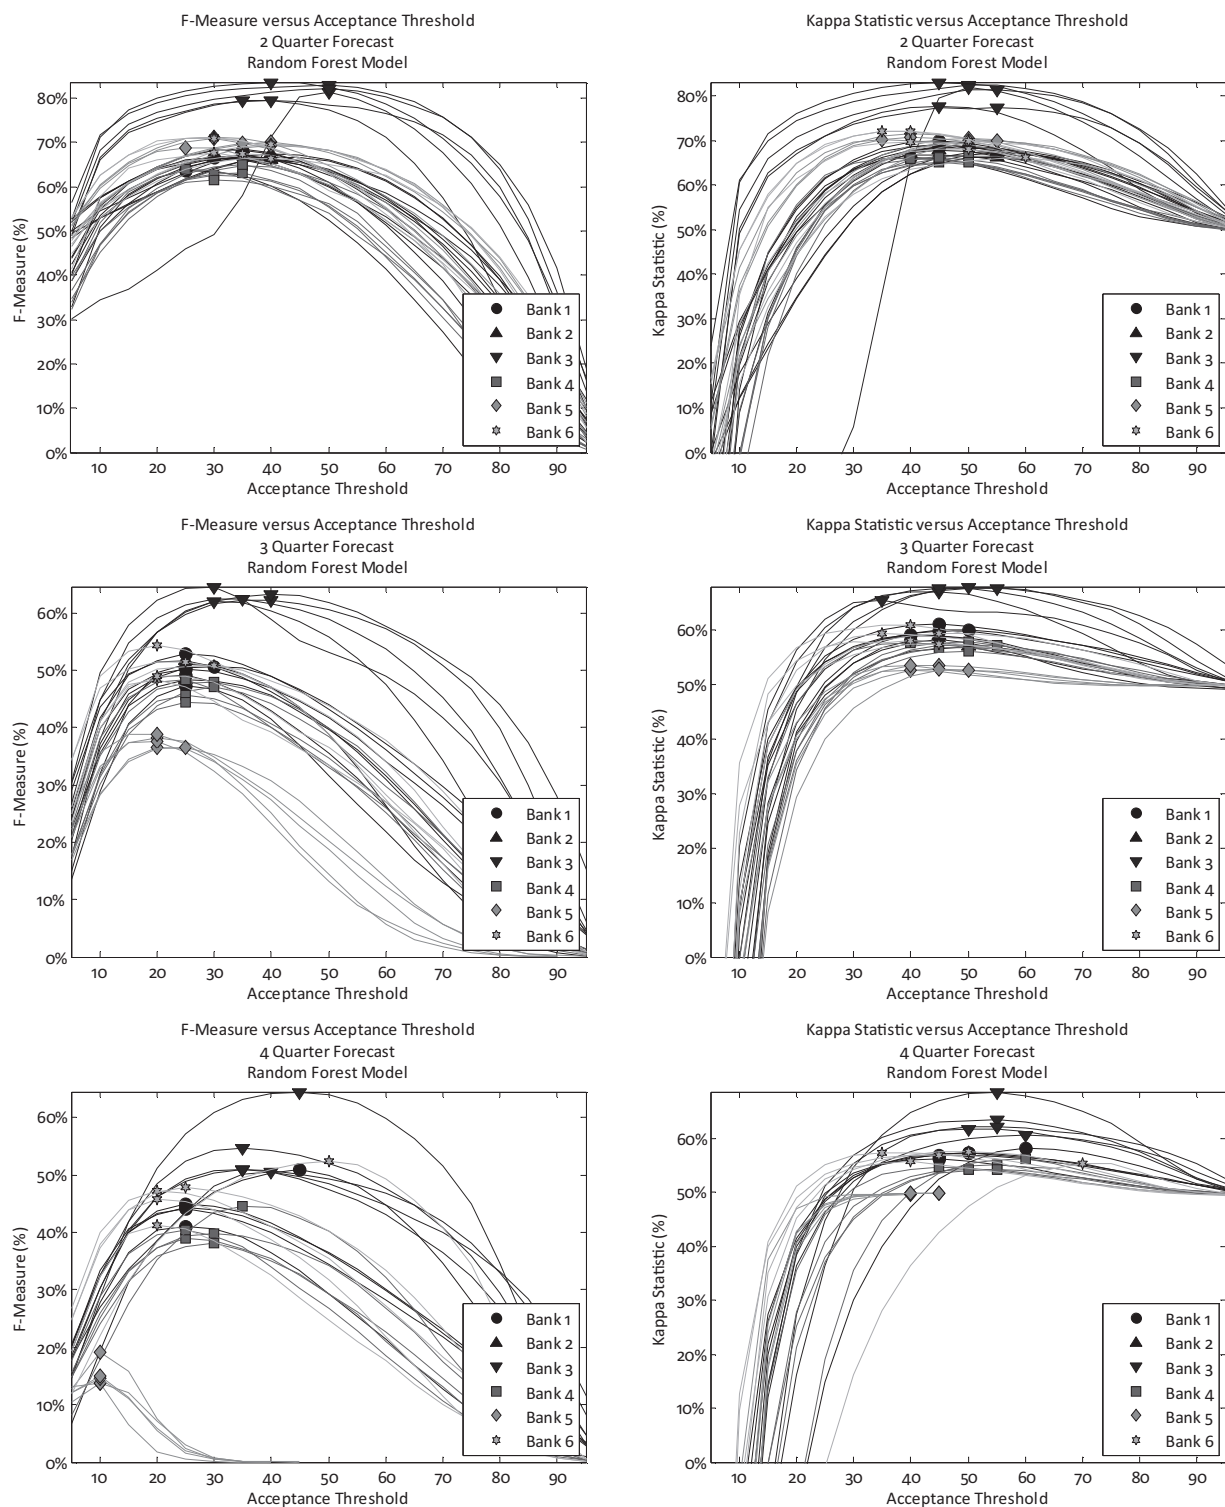 F-Measure versus Acceptance Threshold
2 Quarter Forecast
Random Forest Model
80%
70%
60%
50%
40%
30%
20%
10%
0%
F-Measure (%)
10 20 30 40 50 60 70 80 90
Acceptance Threshold
Bank 1
Bank 2
Bank 3
Bank 4
Bank 5
Bank 6
Kappa Statistic versus Acceptance Threshold
2 Quarter Forecast
Random Forest Model
80%
70%
60%
50%
40%
30%
20%
10%
0%
Kappa Statistic (%)
10 20 30 40 50 60 70 80 90
Acceptance Threshold
Bank 1
Bank 2
Bank 3
Bank 4
Bank 5
Bank 6
F-Measure versus Acceptance Threshold
3 Quarter Forecast
Random Forest Model
60%
50%
40%
30%
20%
10%
0%
F-Measure (%)
10 20 30 40 50 60 70 80 90
Acceptance Threshold
Bank 1
Bank 2
Bank 3
Bank 4
Bank 5
Bank 6
Kappa Statistic versus Acceptance Threshold
3 Quarter Forecast
Random Forest Model
60%
50%
40%
30%
20%
10%
0%
Kappa Statistic (%)
10 20 30 40 50 60 70 80 90
Acceptance Threshold
Bank 1
Bank 2
Bank 3
Bank 4
Bank 5
Bank 6
F-Measure versus Acceptance Threshold
4 Quarter Forecast
Random Forest Model
60%
50%
40%
30%
20%
10%
0%
F-Measure (%)
10 20 30 40 50 60 70 80 90
Acceptance Threshold
Bank 1
Bank 2
Bank 3
Bank 4
Bank 5
Bank 6
Kappa Statistic versus Acceptance Threshold
4 Quarter Forecast
Random Forest Model
60%
50%
40%
30%
20%
10%
0%
Kappa Statistic (%)
10 20 30 40 50 60 70 80 90
Acceptance Threshold
Bank 1
Bank 2
Bank 3
Bank 4
Bank 5
Bank 6